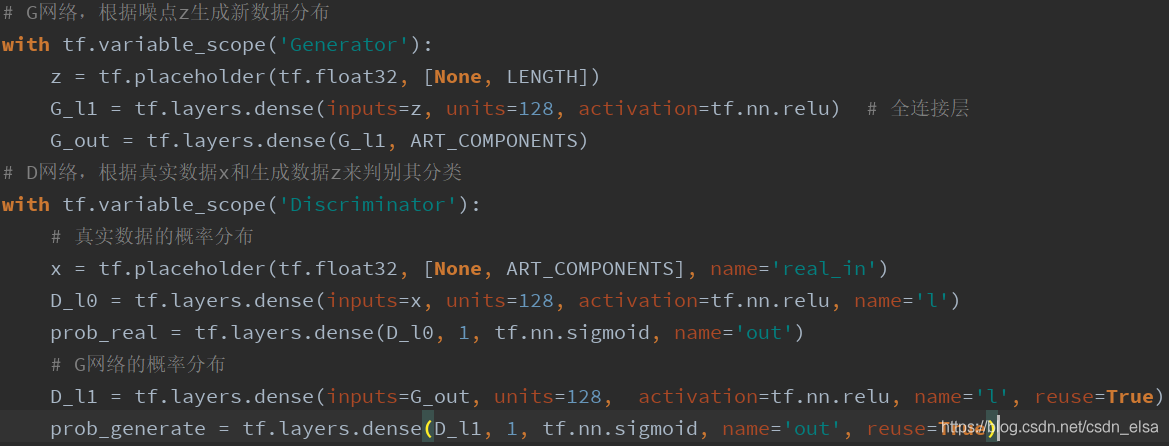 # G网络，根据噪点z生成新数据分布
with tf.variable_scope('Generator'):
    z = tf.placeholder(tf.float32, [None, LENGTH])
    G_l1 = tf.layers.dense(inputs=z, units=128, activation=tf.nn.relu)  # 全连接层
    G_out = tf.layers.dense(G_l1, ART_COMPONENTS)
# D网络，根据真实数据x和生成数据z来判别其分类
with tf.variable_scope('Discriminator'):
    # 真实数据的概率分布
    x = tf.placeholder(tf.float32, [None, ART_COMPONENTS], name='real_in')
    D_l0 = tf.layers.dense(inputs=x, units=128, activation=tf.nn.relu, name='l')
    prob_real = tf.layers.dense(D_l0, 1, tf.nn.sigmoid, name='out')
    # G网络的概率分布
    D_l1 = tf.layers.dense(inputs=G_out, units=128,  activation=tf.nn.relu, name='l', reuse=True)
    prob_generate = tf.layers.dense(D_l1, 1, tf.nn.sigmoid, name='out', reuse=True)
https://blog.csdn.net/csdn_elsa